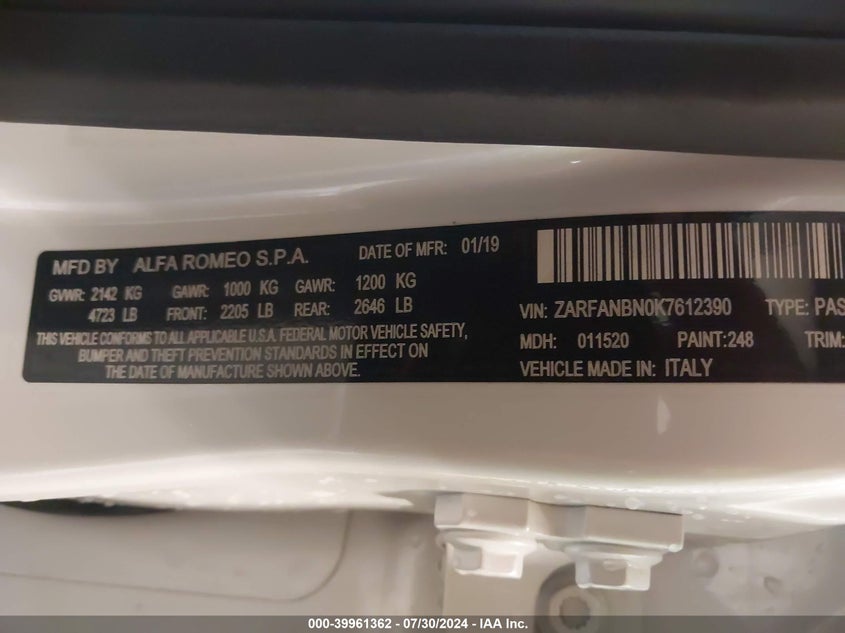 MFD BY ALFA ROMEO S.P.A. DATE OF MFR: 01/19
GVWR: 2142 KG GAWR: 1000 KG GAWR: 1200 KG
4723 LB FRONT: 2205 LB REAR: 2646 LB
THIS VEHICLE CONFORMS TO ALL APPLICABLE U.S.A. FEDERAL MOTOR VEHICLE SAFETY,
BUMPER AND THEFT PREVENTION STANDARDS IN EFFECT ON
THE DATE OF MANUFACTURE SHOWN ABOVE.
VIN: ZARFANBN0K7612390 TYPE: PAS
MDH: 011520 PAINT:248 TRIM:
VEHICLE MADE IN: ITALY
000-39961362 - 07/30/2024 - IAA Inc.